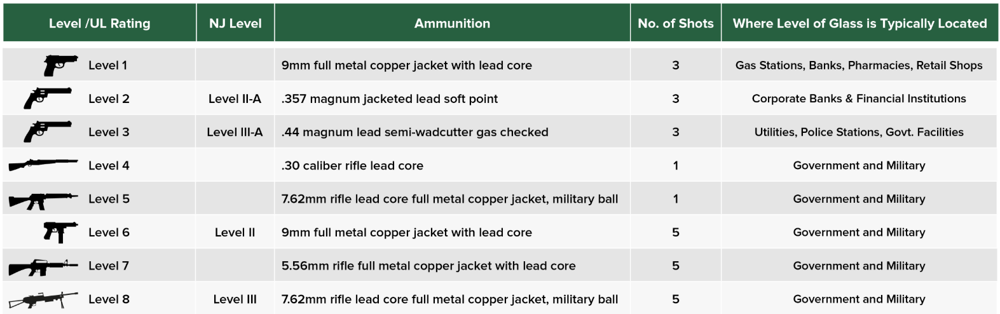 Level /UL Rating NJ Level Ammunition No. of Shots Where Level of Glass is Typically Located
Level 1 9mm full metal copper jacket with lead core 3 Gas Stations, Banks, Pharmacies, Retail Shops
Level 2 Level II-A .357 magnum jacketed lead soft point 3 Corporate Banks & Financial Institutions
Level 3 Level III-A .44 magnum lead semi-wadcutter gas checked 3 Utilities, Police Stations, Govt. Facilities
Level 4 .30 caliber rifle lead core 1 Government and Military
Level 5 7.62mm rifle lead core full metal copper jacket, military ball 1 Government and Military
Level 6 Level II 9mm full metal copper jacket with lead core 5 Government and Military
Level 7 5.56mm rifle full metal copper jacket with lead core 5 Government and Military
Level 8 Level III 7.62mm rifle lead core full metal copper jacket, military ball 5 Government and Military